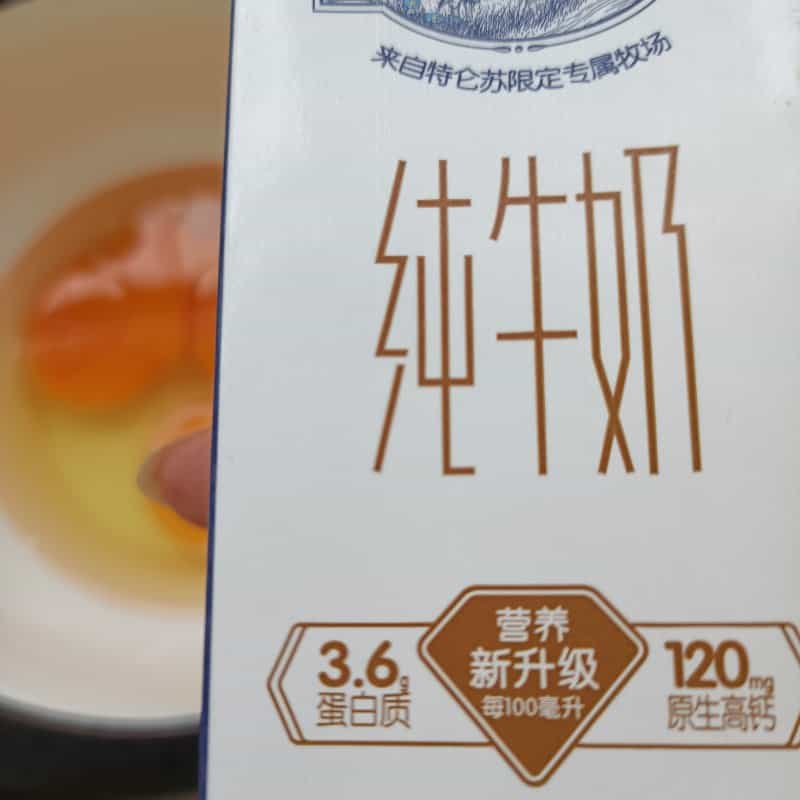 来自特仑苏限定专属牧场
纯牛奶
营养
新升级
每100毫升
3.6g
蛋白质
120mg
原生高钙